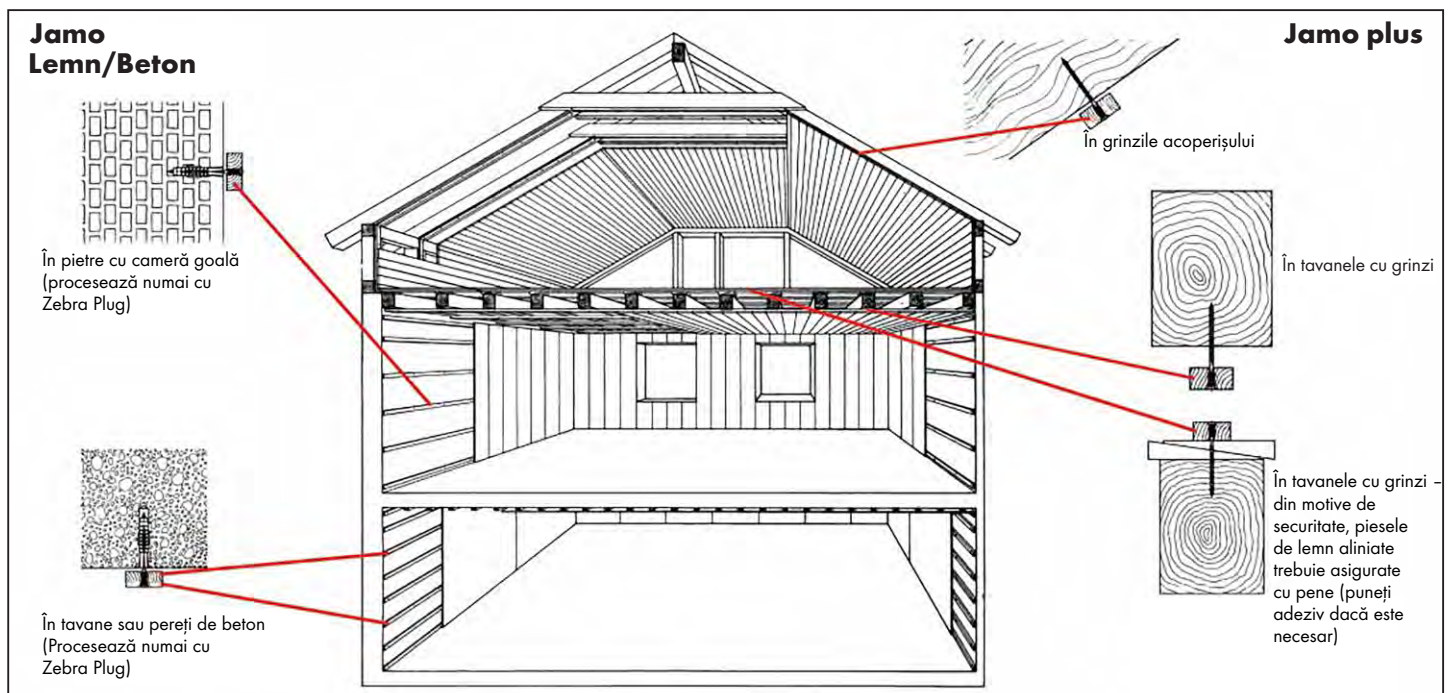 Jamo
Lemn/Beton
În pietre cu cameră goală
(procesează numai cu
Zebra Plug)
În tavane sau pereți de beton
(Procesează numai cu
Zebra Plug)
Jamo plus
În grinzile acoperișului
În tavanele cu grinzi
În tavanele cu grinzi –
din motive de
securitate, piesele
de lemn aliniate
trebuie asigurate
cu pene (puneți
adeziv dacă este
necesar)